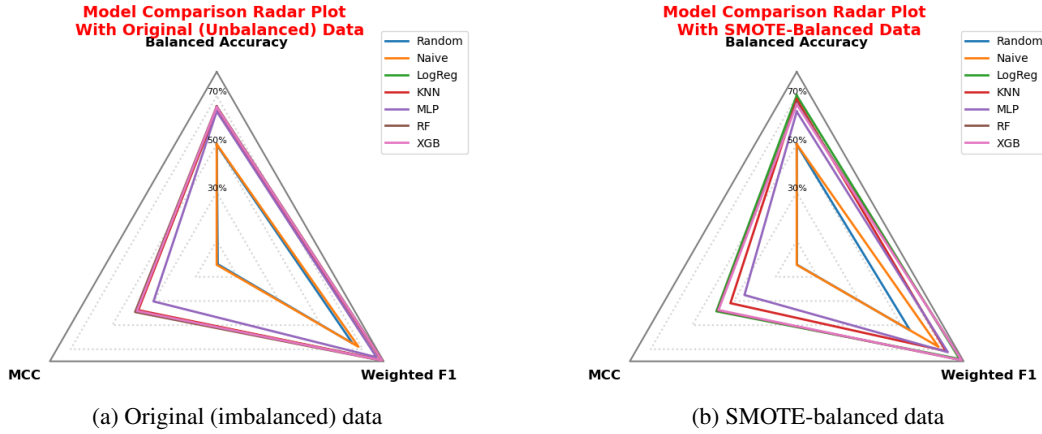 Model Comparison Radar Plot
With Original (Unbalanced) Data
Balanced Accuracy
70%
50%
30%
MCC
Weighted F1
Random
Naive
LogReg
KNN
MLP
RF
XGB
(a) Original (imbalanced) data
Model Comparison Radar Plot
With SMOTE-Balanced Data
Balanced Accuracy
70%
50%
30%
MCC
Weighted F1
Random
Naive
LogReg
KNN
MLP
RF
XGB
(b) SMOTE-balanced data